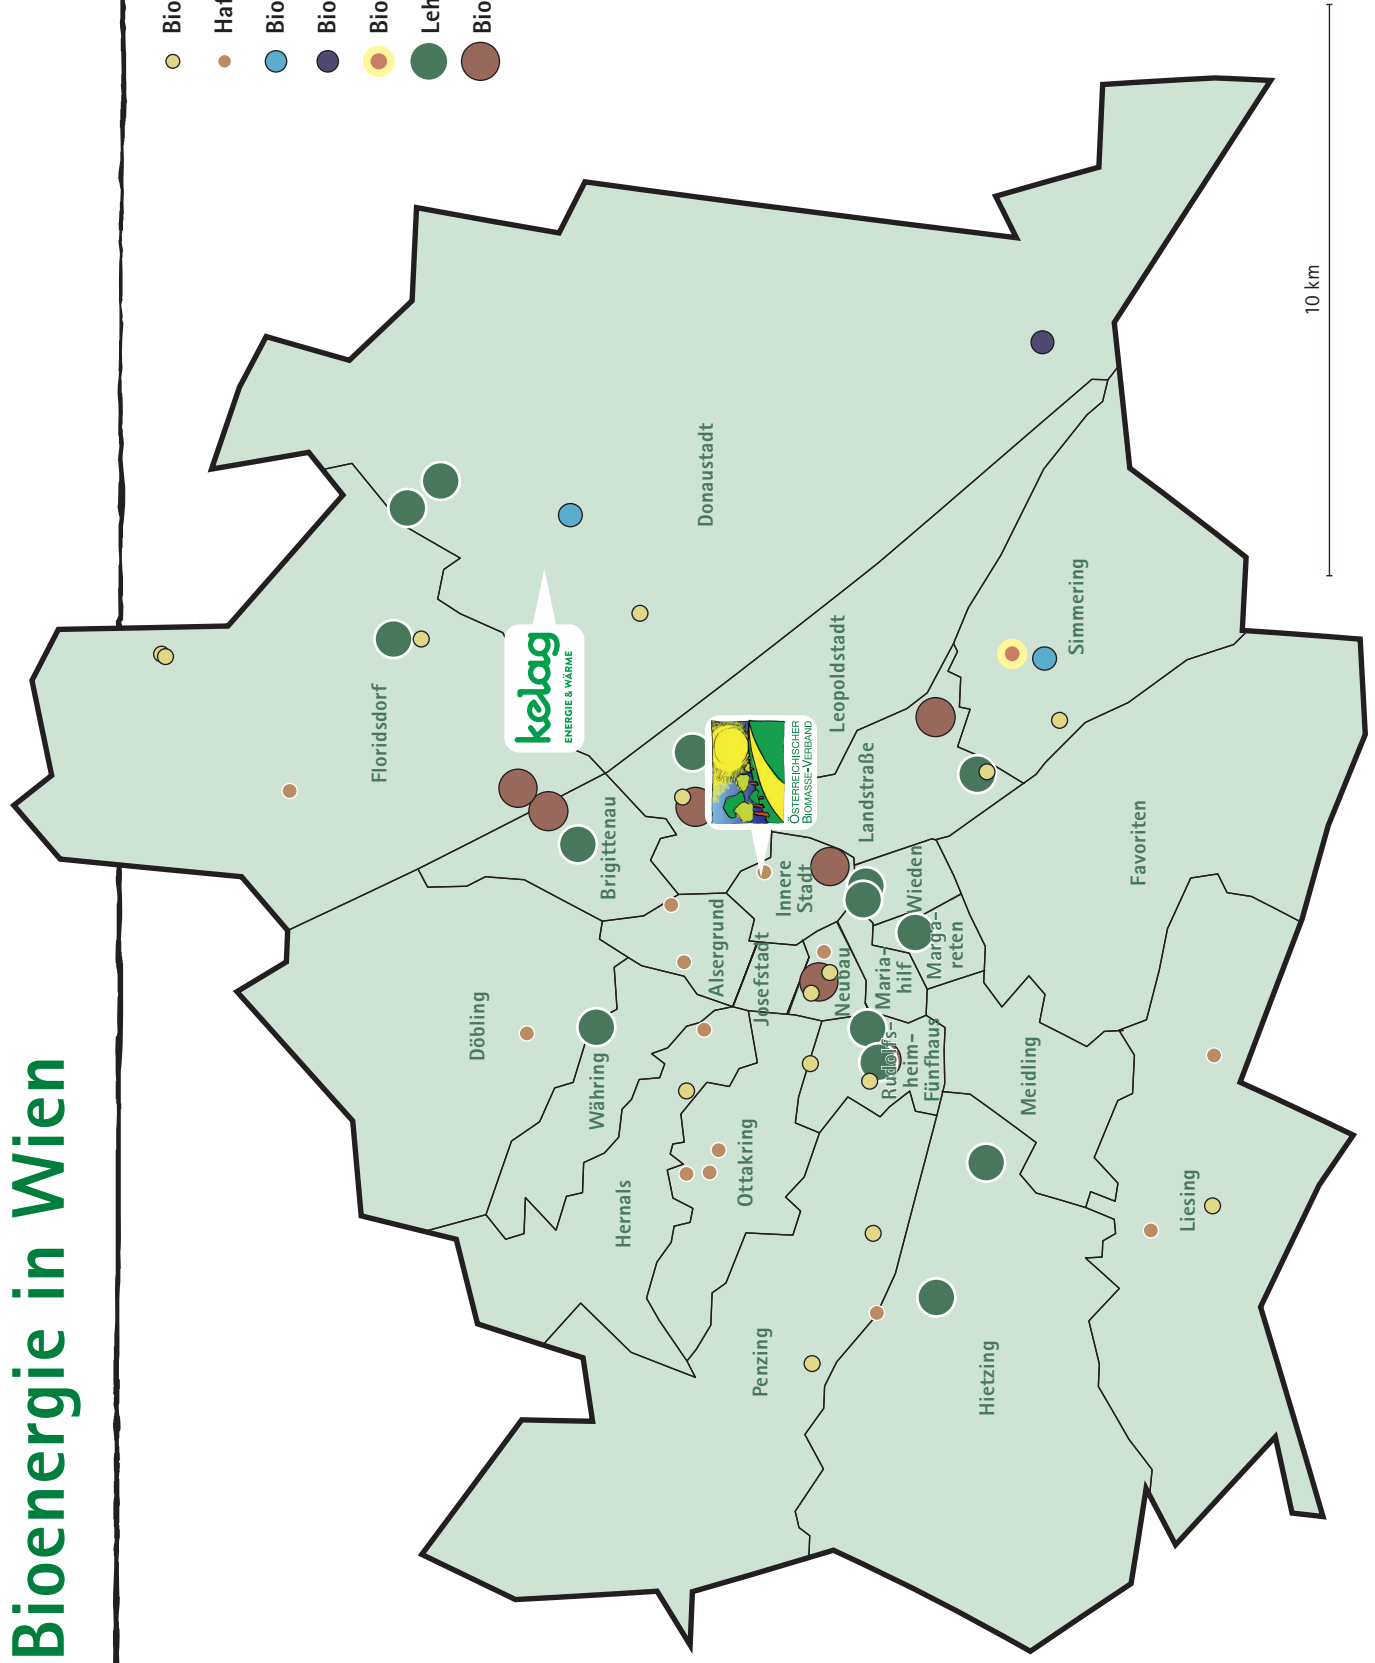 Bioenergie in Wien
Bio
Haf
Bio
Bio
Bio
Leh
Bio
Floridsdorf
Donaustadt
kelag
ENERGIE & WÄRME
Brigittenau
Leopoldstadt
ÖSTERREICHISCHER
BIOMASSE-VERBAND
Simmering
Landstraße
Favoriten
Innere
Stadt
Wieden
Marga-
reten
Maria-
hilf
Neubau
Josefstadt
Alsergrund
Döbling
Währing
Hernals
Ottakring
Rudolfs-
heim-
Fünfhaus
Meidling
Liesing
Penzing
Hietzing
10 km